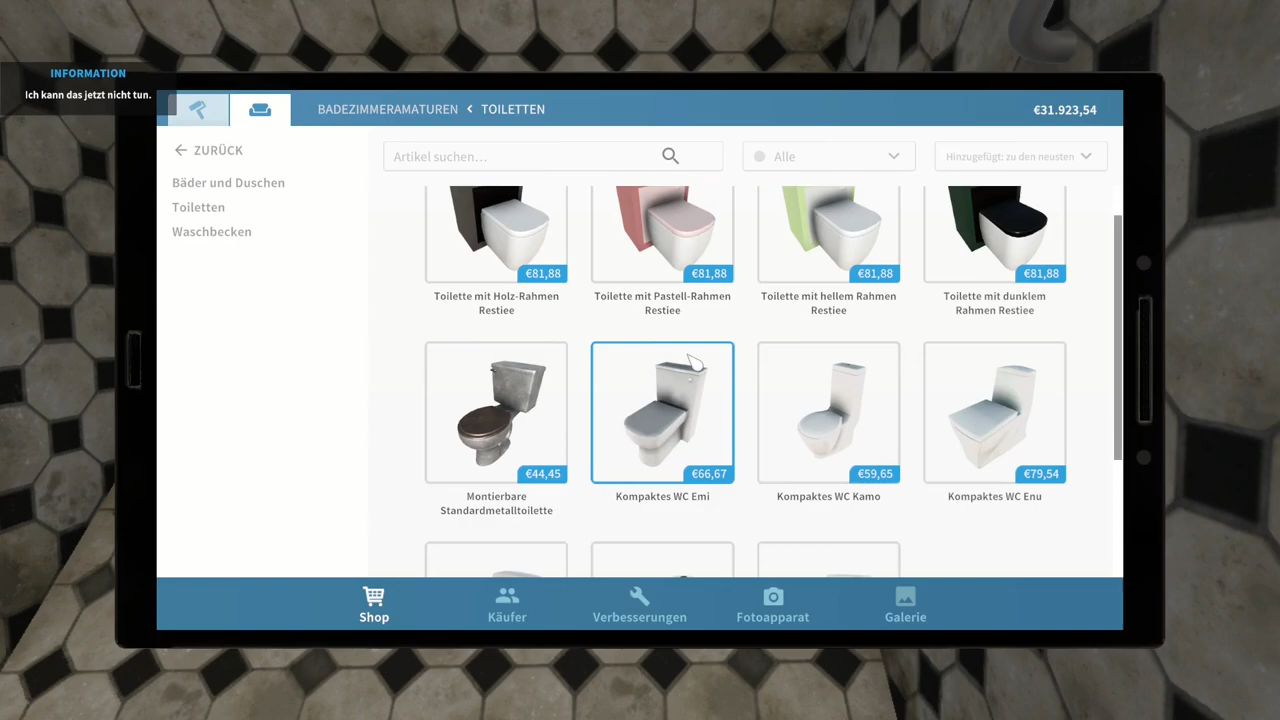 INFORMATION
Ich kann das jetzt nicht tun.
BADEZIMMERAMATUREN < TOILETTEN
€31.923,54
← ZURÜCK
Bäder und Duschen
Toiletten
Waschbecken
Artikel suchen...
Alle
Hinzugefügt: zu den neusten
€81,88
€81,88
€81,88
€81,88
Toilette mit Holz-Rahmen
Restiee
Toilette mit Pastell-Rahmen
Restiee
Toilette mit hellem Rahmen
Restiee
Toilette mit dunklem
Rahmen Restiee
€44,45
€66,67
€59,65
€79,54
Montierbare
Standardmetalltoilette
Kompaktes WC Emi
Kompaktes WC Kamo
Kompaktes WC Enu
Shop
Käufer
Verbesserungen
Fotoapparat
Galerie